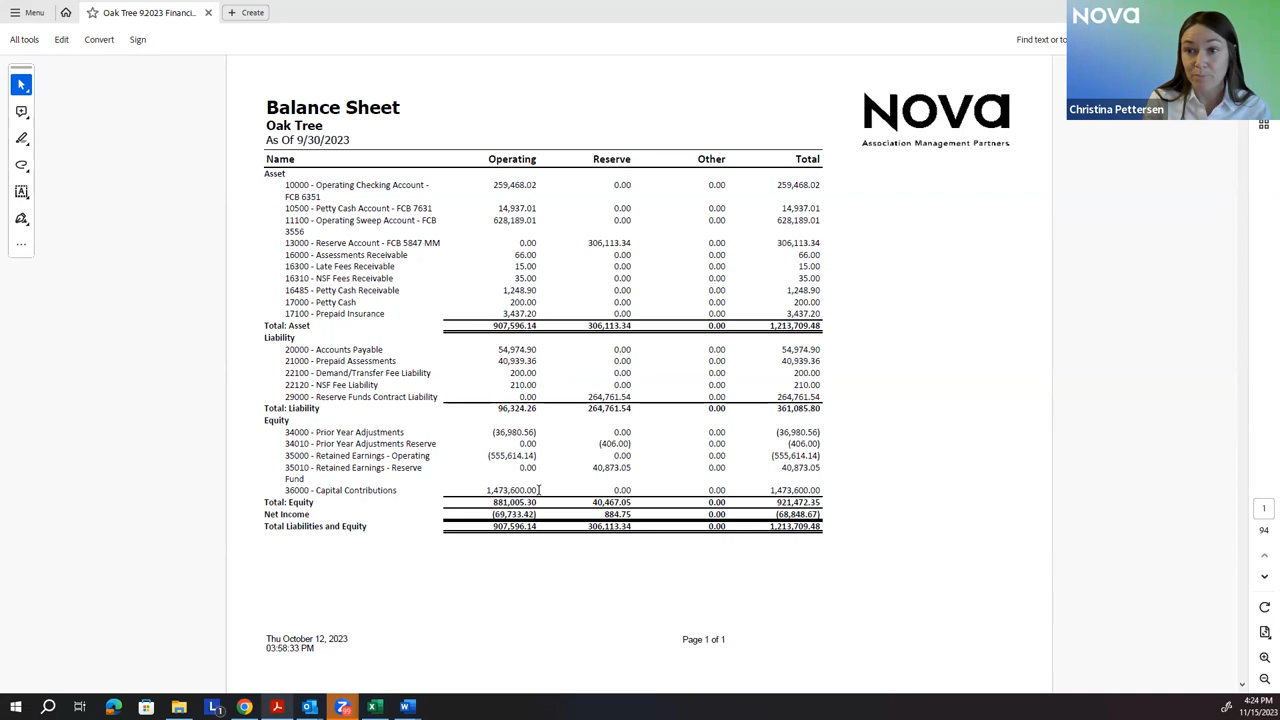 Menu
Oak Tree 9.2023 Financi...
Create
All tools Edit Convert Sign
Find text or to
NOVA
Christina Pettersen
Balance Sheet
Oak Tree
As Of 9/30/2023
NOVA
Association Management Partners
Name Operating Reserve Other Total
Asset
10000 - Operating Checking Account - 259,468.02 0.00 0.00 259,468.02
FCB 6351
10500 - Petty Cash Account - FCB 7631 14,937.01 0.00 0.00 14,937.01
11100 - Operating Sweep Account - FCB 628,189.01 0.00 0.00 628,189.01
3556
13000 - Reserve Account - FCB 5847 MM 0.00 306,113.34 0.00 306,113.34
16000 - Assessments Receivable 66.00 0.00 0.00 66.00
16300 - Late Fees Receivable 15.00 0.00 0.00 15.00
16310 - NSF Fees Receivable 35.00 0.00 0.00 35.00
16485 - Petty Cash Receivable 1,248.90 0.00 0.00 1,248.90
17000 - Petty Cash 200.00 0.00 0.00 200.00
17100 - Prepaid Insurance 3,437.20 0.00 0.00 3,437.20
Total: Asset 907,596.14 306,113.34 0.00 1,213,709.48
Liability
20000 - Accounts Payable 54,974.90 0.00 0.00 54,974.90
21000 - Prepaid Assessments 40,939.36 0.00 0.00 40,939.36
22100 - Demand/Transfer Fee Liability 200.00 0.00 0.00 200.00
22120 - NSF Fee Liability 210.00 0.00 0.00 210.00
29000 - Reserve Funds Contract Liability 0.00 264,761.54 0.00 264,761.54
Total: Liability 96,324.26 264,761.54 0.00 361,085.80
Equity
34000 - Prior Year Adjustments (36,980.56) 0.00 0.00 (36,980.56)
34010 - Prior Year Adjustments Reserve 0.00 (406.00) 0.00 (406.00)
35000 - Retained Earnings - Operating (555,614.14) 0.00 0.00 (555,614.14)
35010 - Retained Earnings - Reserve 0.00 40,873.05 0.00 40,873.05
Fund
36000 - Capital Contributions 1,473,600.00 0.00 0.00 1,473,600.00
Total: Equity 881,005.30 40,467.05 0.00 921,472.35
Net Income (69,733.42) 884.75 0.00 (68,848.67)
Total Liabilities and Equity 907,596.14 306,113.34 0.00 1,213,709.48
Thu October 12, 2023
03:58:33 PM
Page 1 of 1
1
94
4:24 PM
11/15/2023